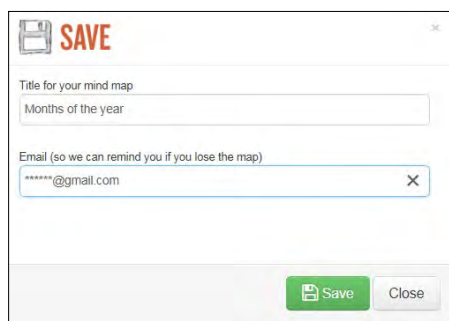 SAVE
×
Title for your mind map
Months of the year
Email (so we can remind you if you lose the map)
******@gmail.com
Save Close